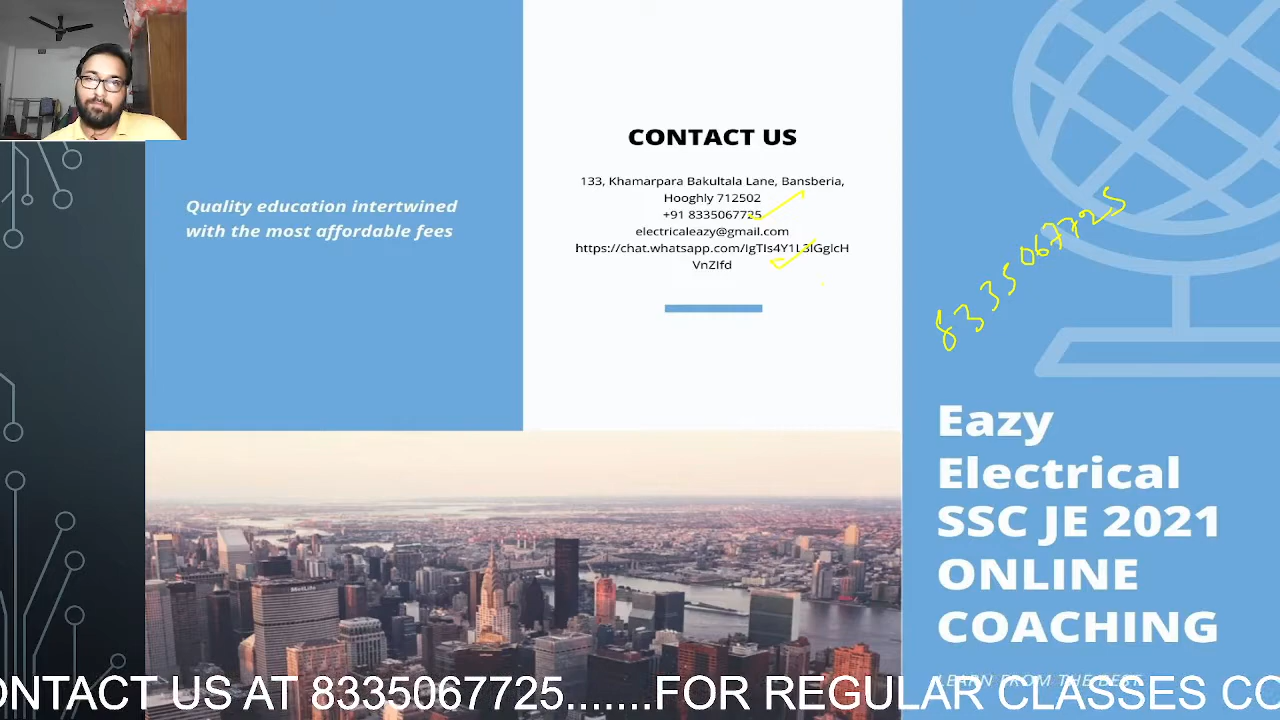 Quality education intertwined
with the most affordable fees
CONTACT US
133, Khamarpara Bakultala Lane, Bansberia,
Hooghly 712502
+91 8335067725
electricaleazy@gmail.com
https://chat.whatsapp.com/IgTIs4Y1L3lGglcH
VnZIfd
8335067725
Eazy
Electrical
SSC JE 2021
ONLINE
COACHING
LEARN FROM THE BEST
MetLife
ONTACT US AT 8335067725.......FOR REGULAR CLASSES CO